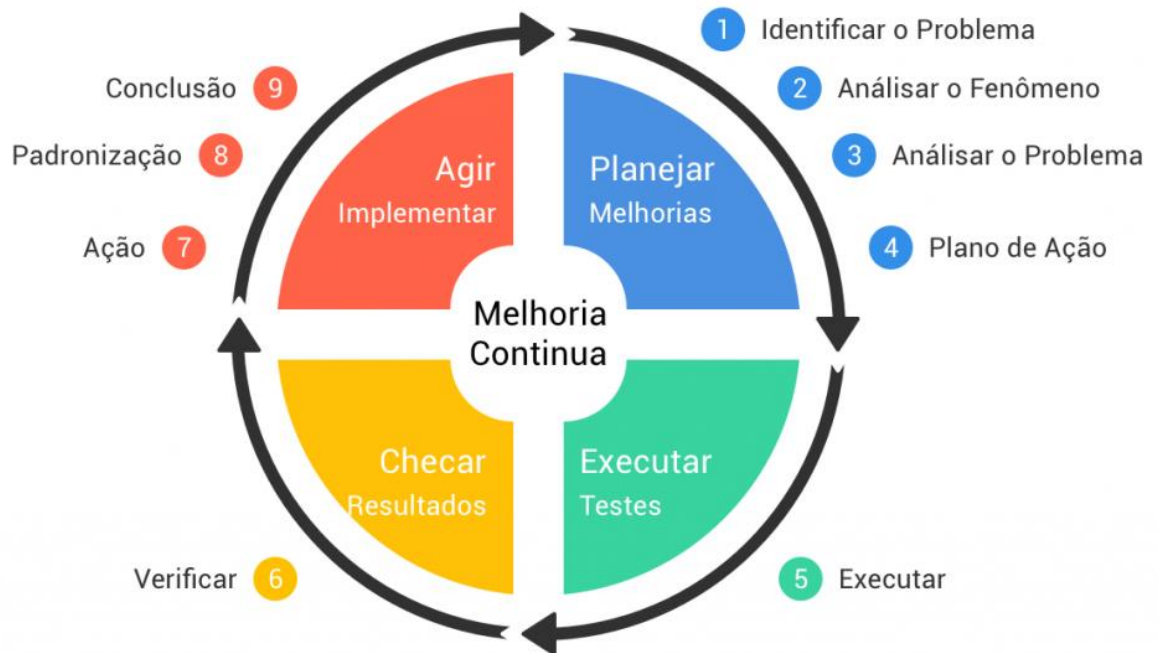 1 Identificar o Problema
2 Análisar o Fenômeno
3 Análisar o Problema
4 Plano de Ação
Planejar
Melhorias
Executar
Testes
5 Executar
Checar
Resultados
Verificar 6
Agir
Implementar
Ação 7
Padronização 8
Conclusão 9
Melhoria
Continua